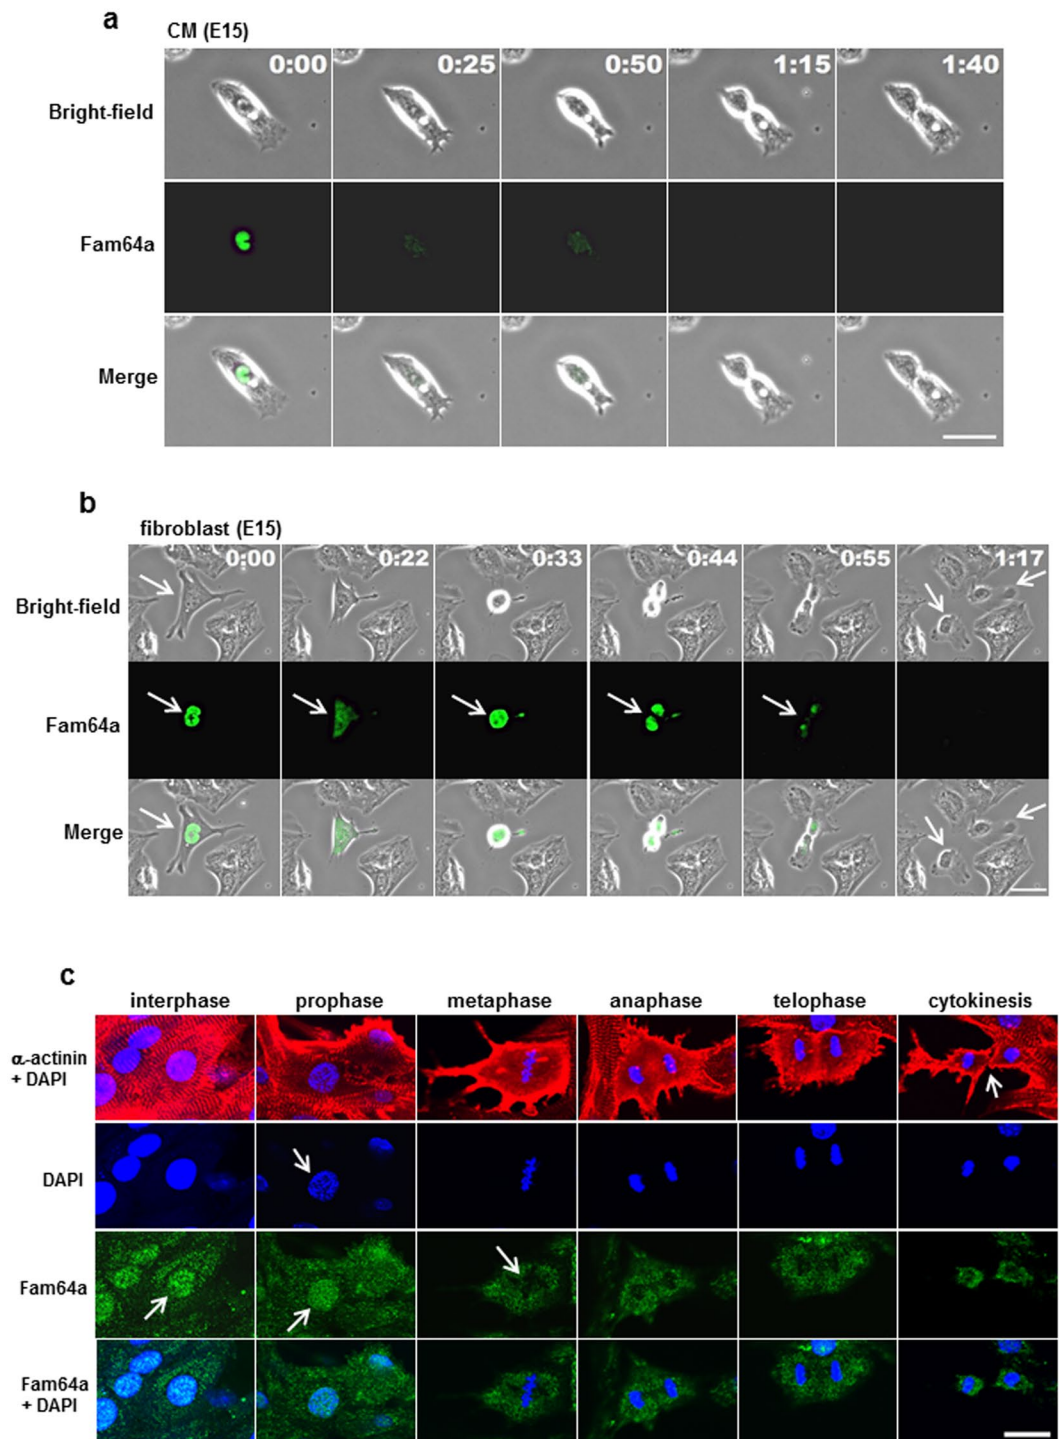 a
CM (E15)
0:00 0:25 0:50 1:15 1:40
Bright-field
Fam64a
Merge
b
fibroblast (E15)
0:00 0:22 0:33 0:44 0:55 1:17
Bright-field
Fam64a
Merge
c
interphase prophase metaphase anaphase telophase cytokinesis
α-actinin
+ DAPI
DAPI
Fam64a
Fam64a
+ DAPI